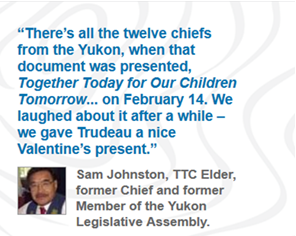 “There’s all the twelve chiefs
from the Yukon, when that
document was presented,
Together Today for Our Children
Tomorrow... on February 14. We
laughed about it after a while –
we gave Trudeau a nice
Valentine’s present.”
Sam Johnston, TTC Elder,
former Chief and former
Member of the Yukon
Legislative Assembly.